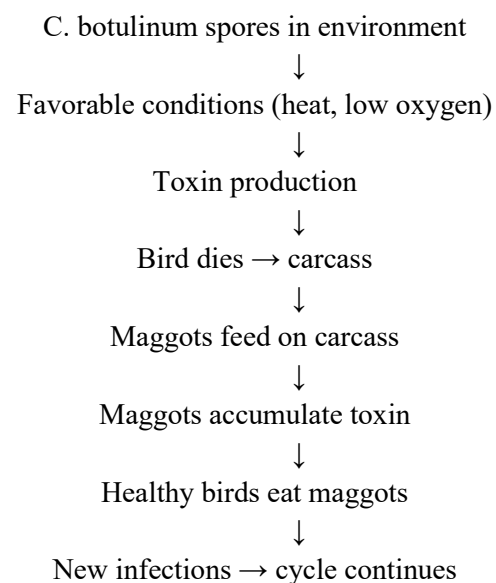 C. botulinum spores in environment
↓
Favorable conditions (heat, low oxygen)
↓
Toxin production
↓
Bird dies → carcass
↓
Maggots feed on carcass
↓
Maggots accumulate toxin
↓
Healthy birds eat maggots
↓
New infections → cycle continues